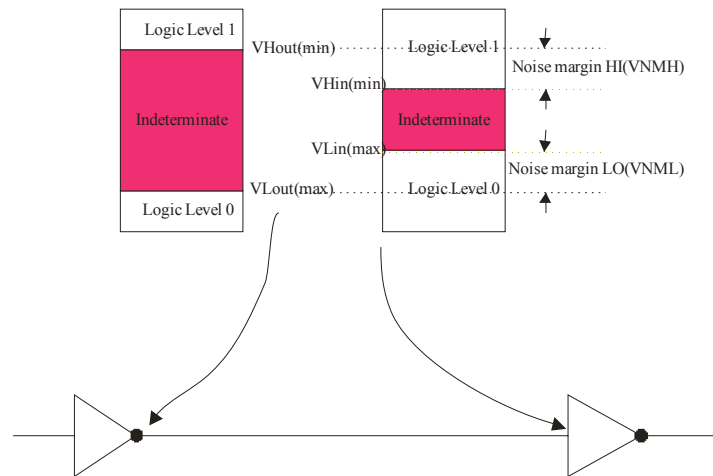 Logic Level 1
VHout(min)
Logic Level 1
Noise margin HI(VNMH)
VHin(min)
Indeterminate
Indeterminate
VLin(max)
Noise margin LO(VNML)
VLout(max)
Logic Level 0
Logic Level 0